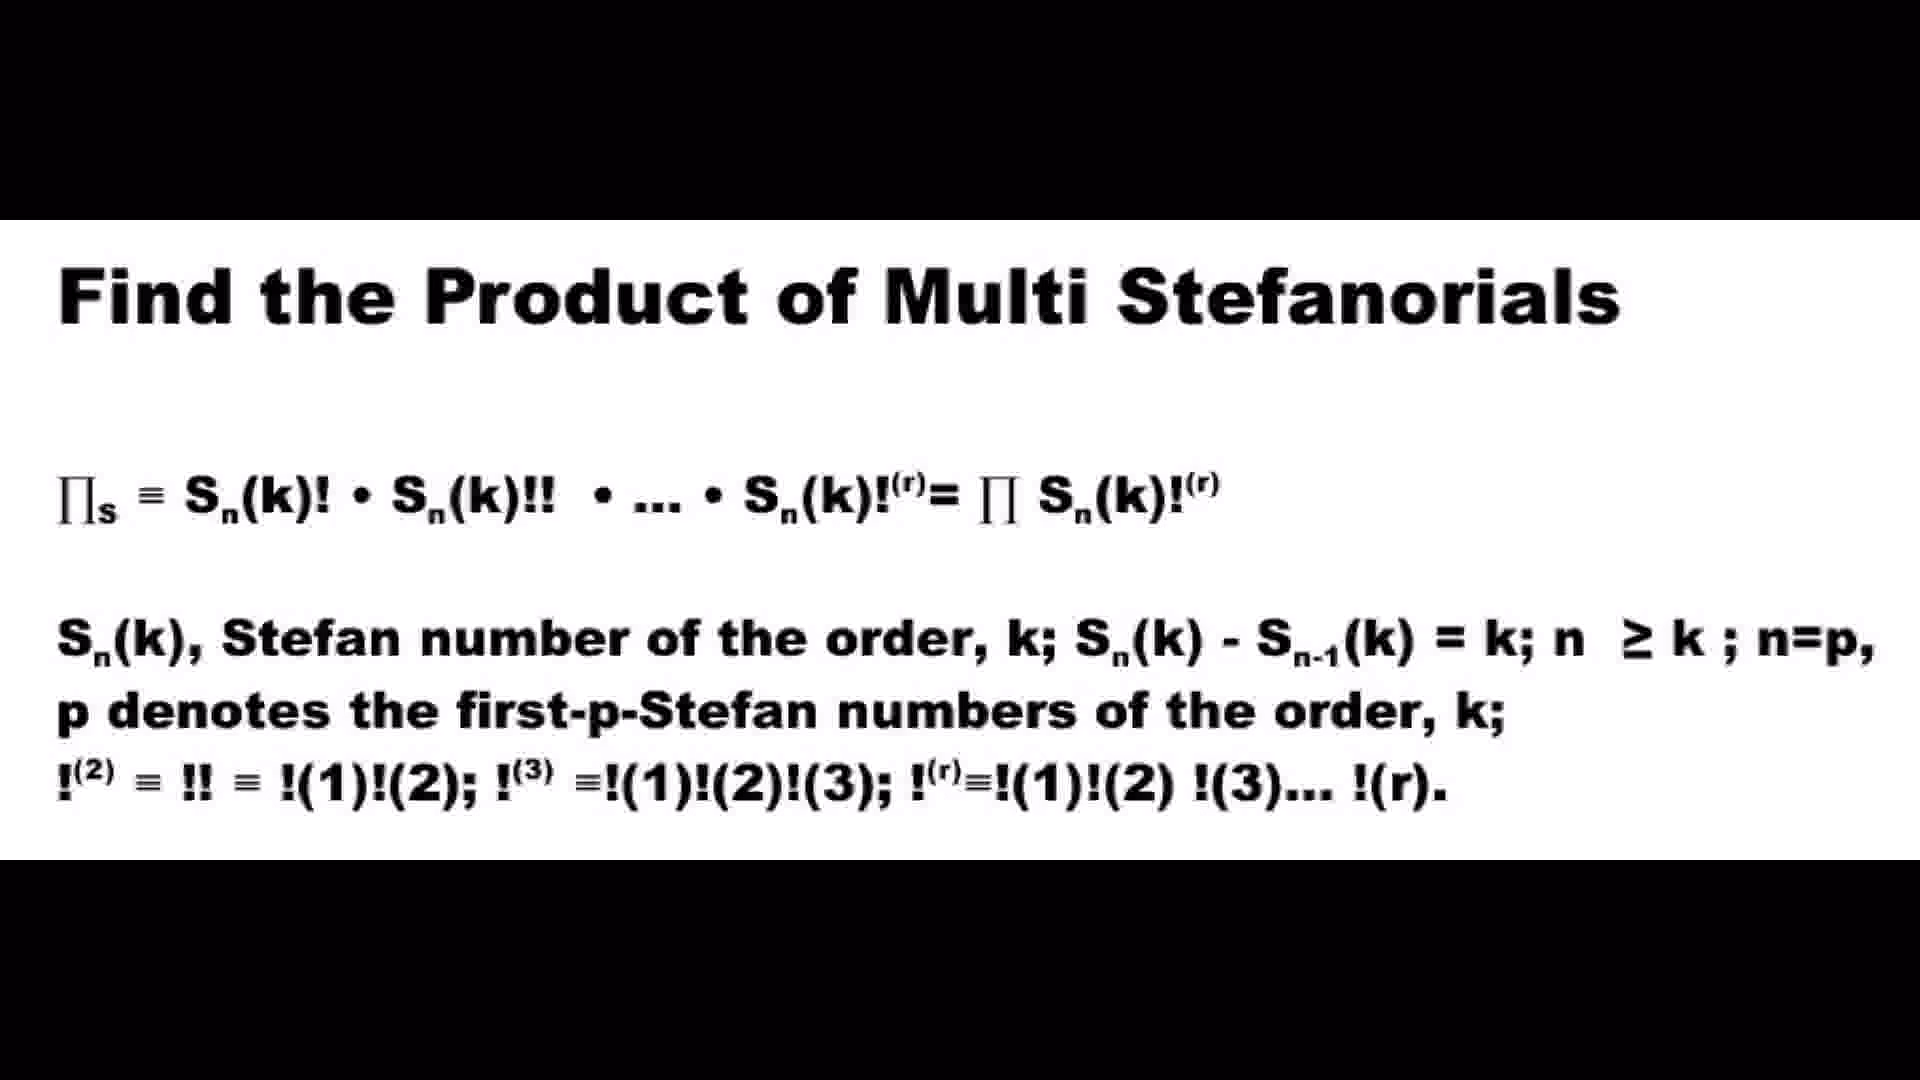 Find the Product of Multi Stefanorials
∏s ≡ Sn(k)! • Sn(k)!! • ... • Sn(k)!⁽ʳ⁾= ∏ Sn(k)!⁽ʳ⁾
Sn(k), Stefan number of the order, k; Sn(k) - Sn-1(k) = k; n ≥ k ; n=p,
p denotes the first-p-Stefan numbers of the order, k;
!⁽²⁾ ≡ !! ≡ !(1)!(2); !⁽³⁾ ≡!(1)!(2)!(3); !⁽ʳ⁾≡!(1)!(2) !(3)... !(r).